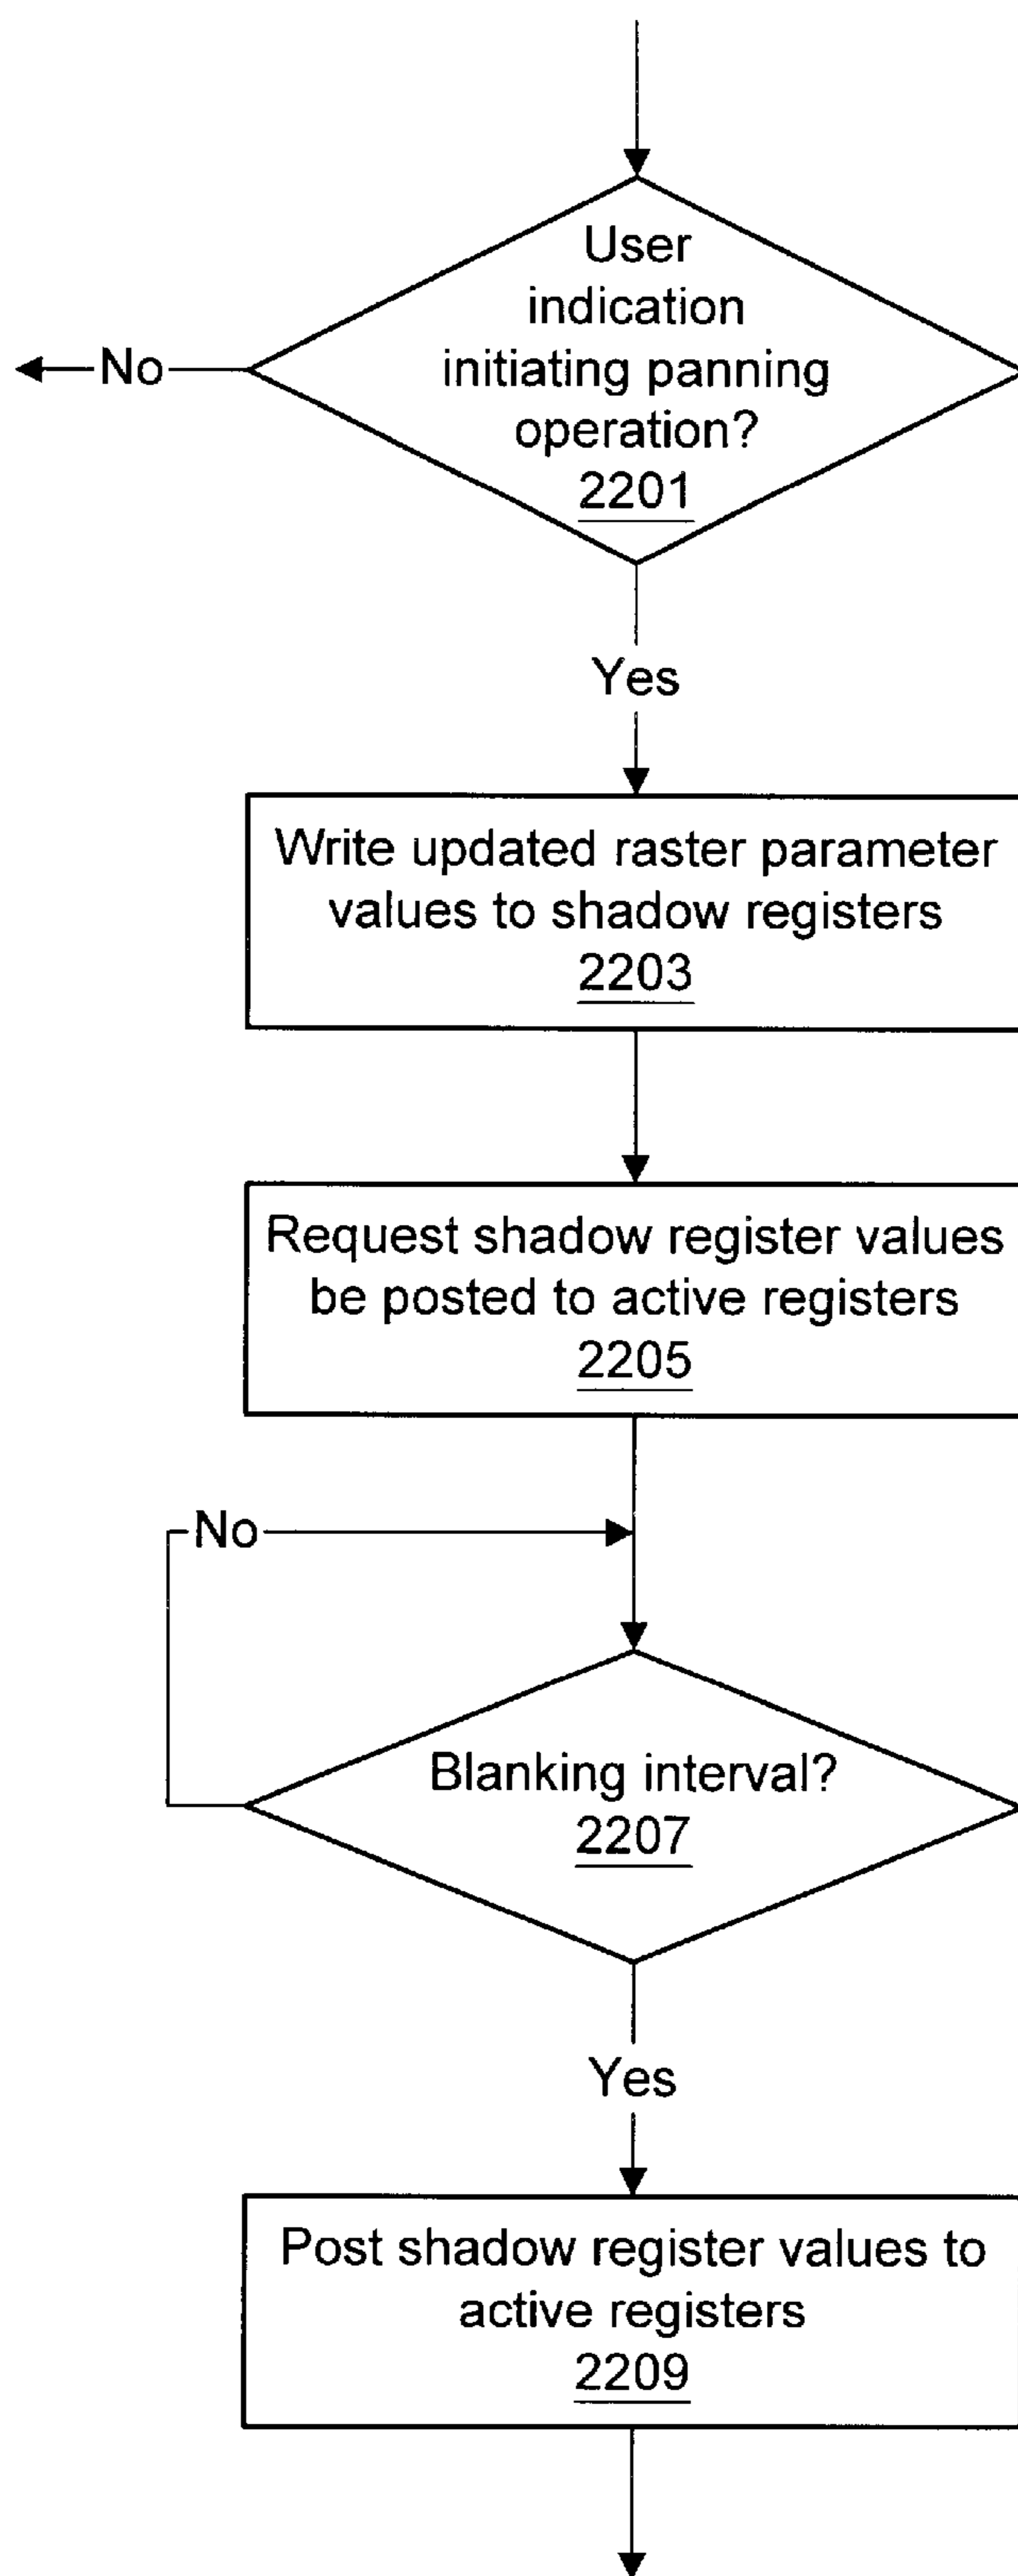 User
indication
initiating panning
operation?
2201
No
Yes
Write updated raster parameter
values to shadow registers
2203
Request shadow register values
be posted to active registers
2205
No
Blanking interval?
2207
Yes
Post shadow register values to
active registers
2209